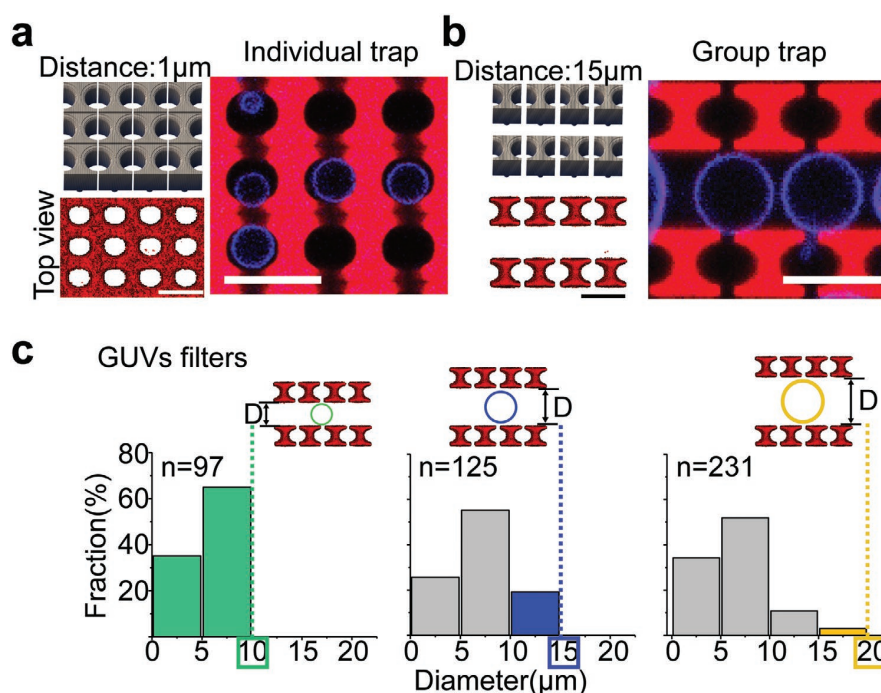 a
Individual trap
Distance:1µm
Top view
b
Group trap
Distance:15µm
c
GUVs filters
D
D
D
n=97
n=125
n=231
Fraction(%)
80
60
40
20
0 5 10 15 20
0 5 10 15 20
0 5 10 15 20
Diameter(µm)